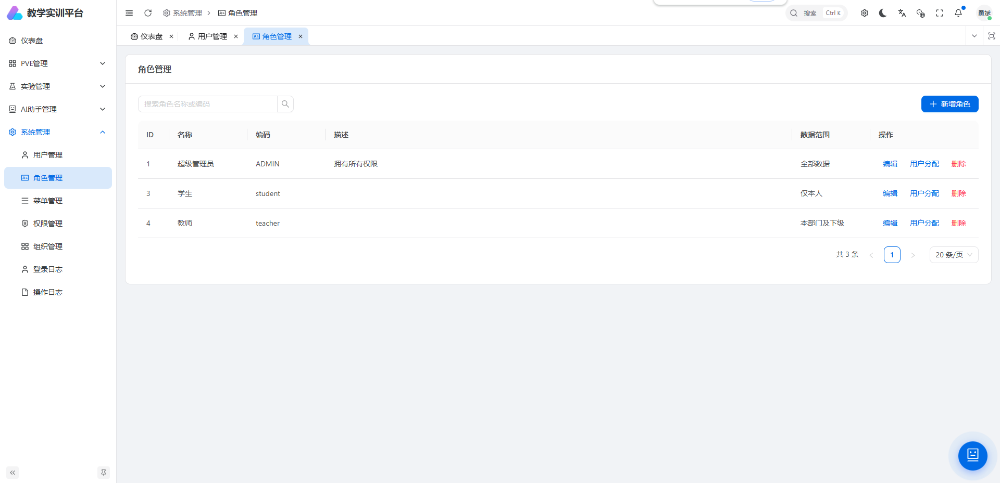 教学实训平台
系统管理 > 角色管理
搜索 Ctrl K
勇斌
仪表盘 × 用户管理 × 角色管理 ×
仪表盘
PVE管理
实验管理
AI助手管理
系统管理
用户管理
角色管理
菜单管理
权限管理
组织管理
登录日志
操作日志
角色管理
搜索角色名称或编码
新增角色
ID 名称 编码 描述 数据范围 操作
1 超级管理员 ADMIN 拥有所有权限 全部数据 编辑 用户分配 删除
3 学生 student 仅本人 编辑 用户分配 删除
4 教师 teacher 本部门及下级 编辑 用户分配 删除
共 3 条 < 1 > 20 条/页